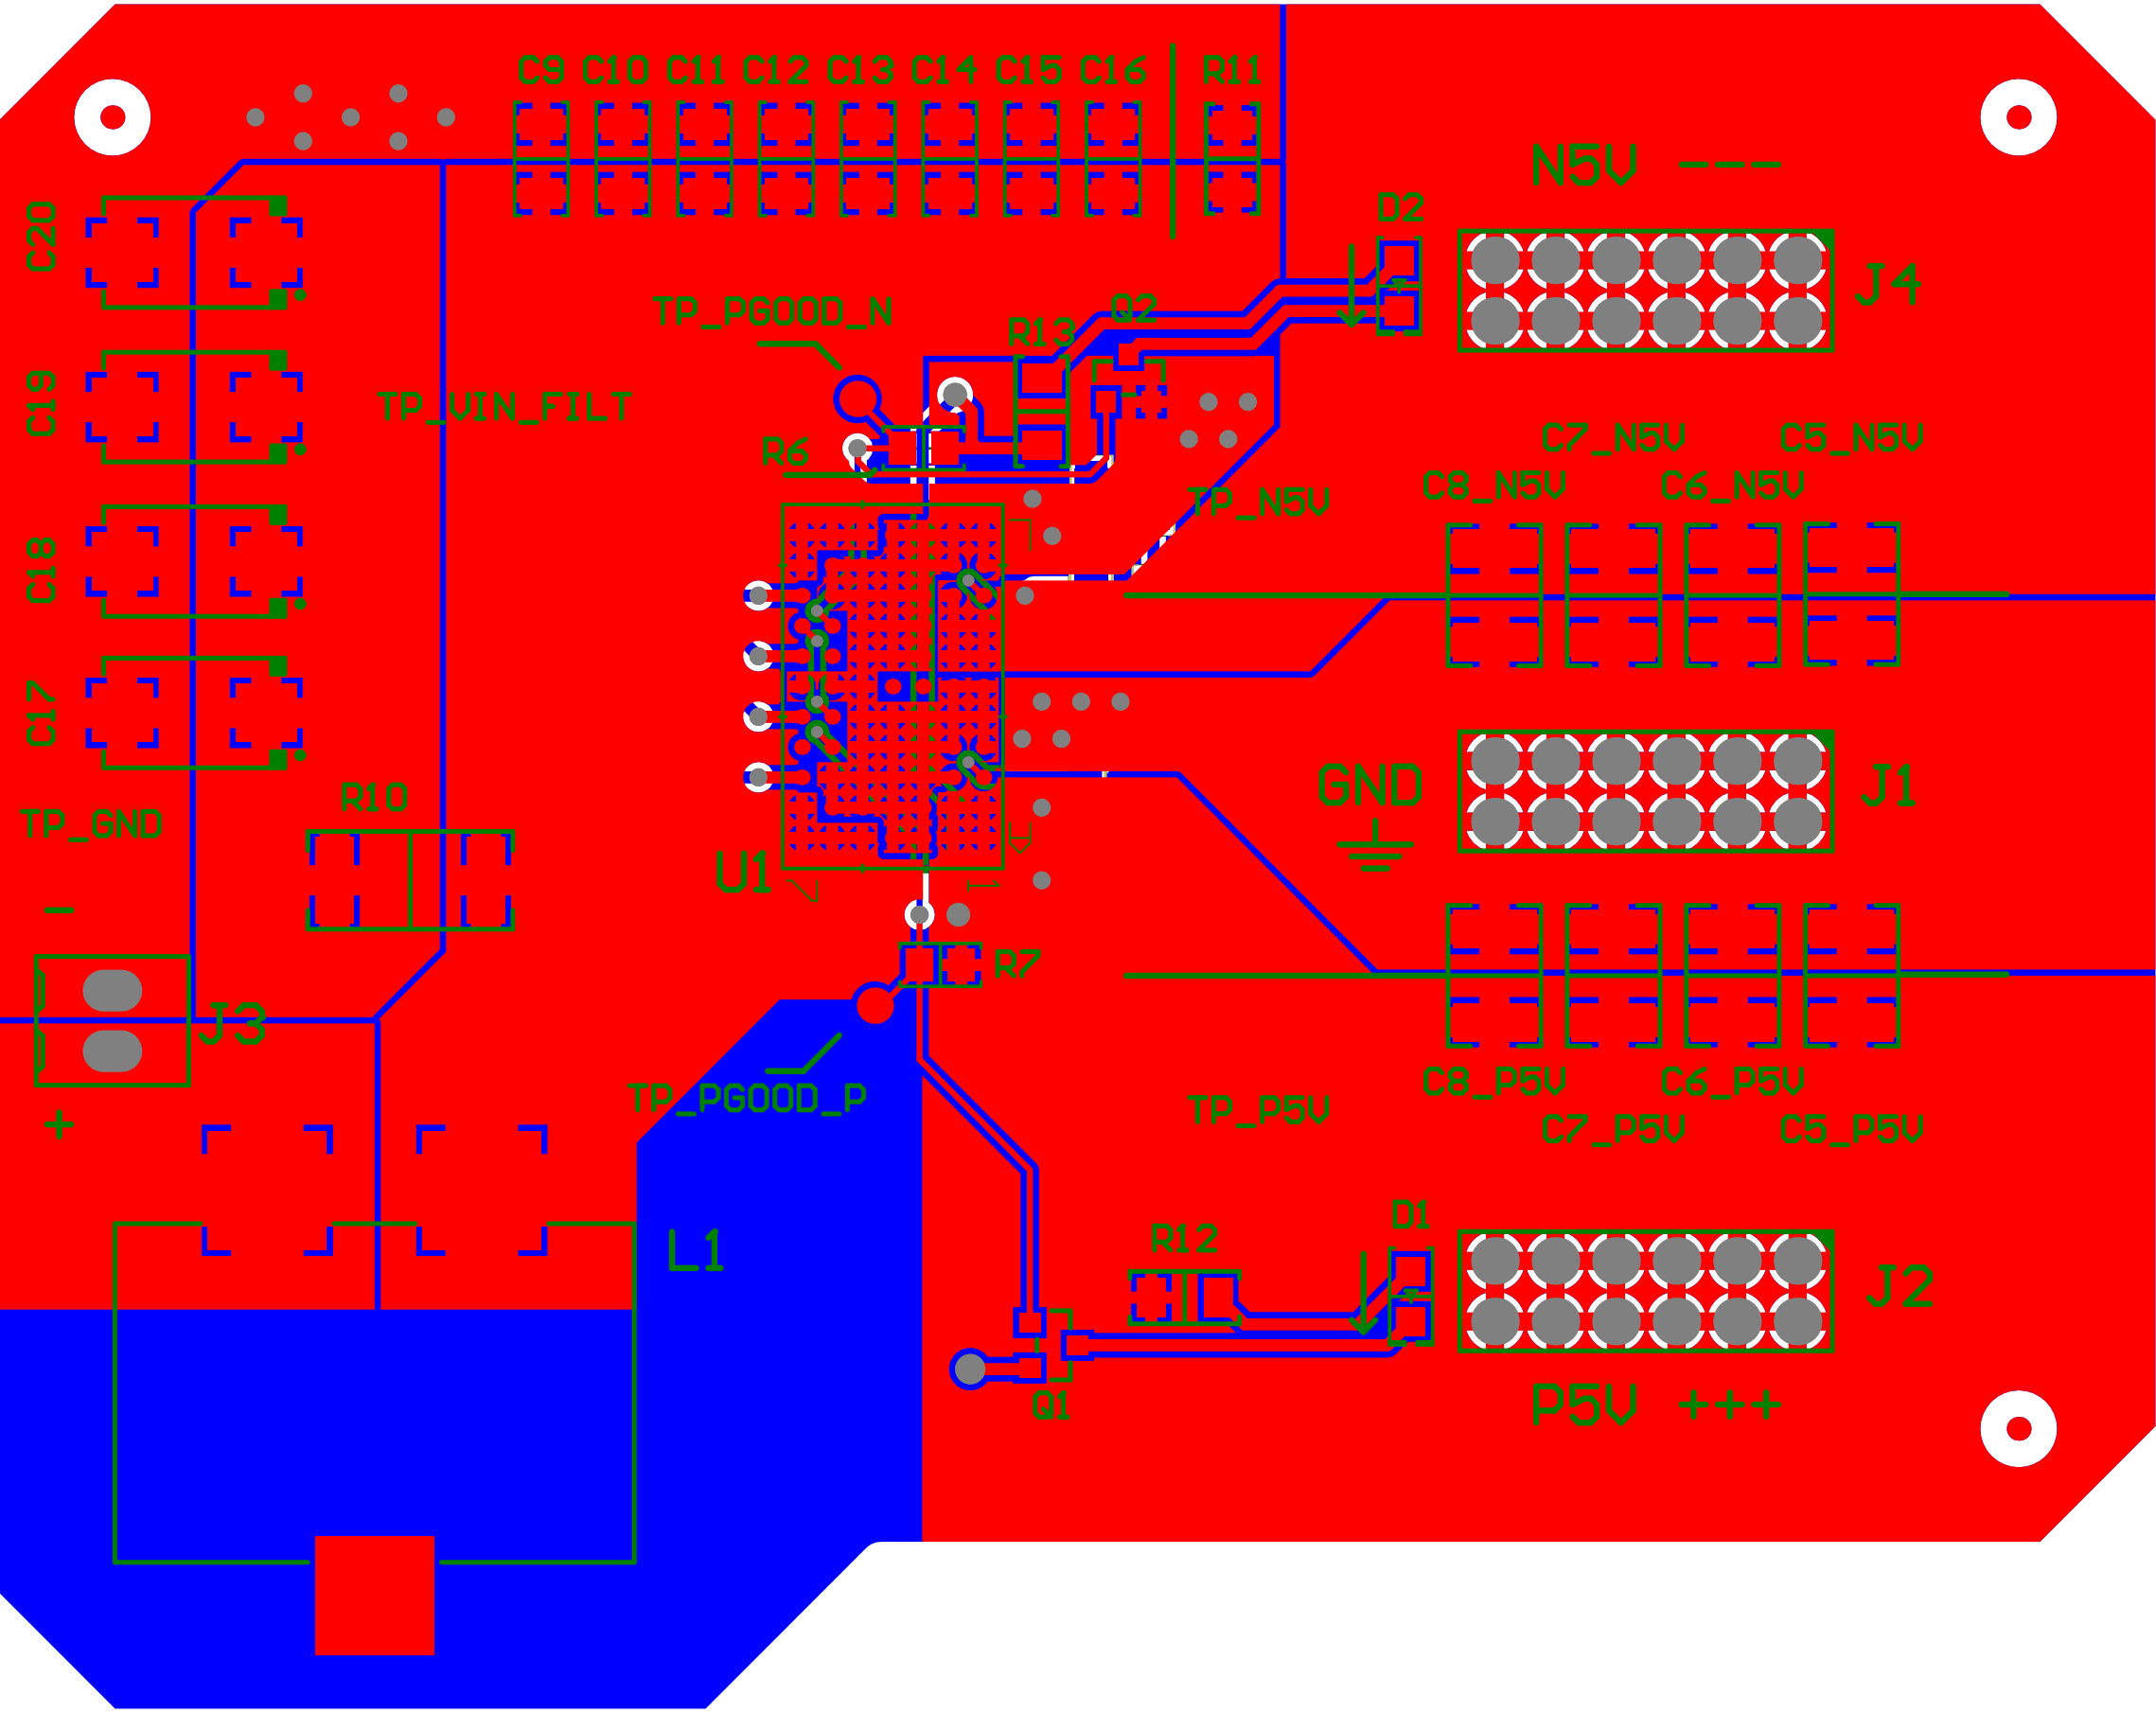 C9 C10 C11 C12 C13 C14 C15 C16 R11
N5V ---
D2
C20
J4
TP_PGOOD_N
R13
Q2
C19
TP_VIN_FILT
R6
C7_N5V
C5_N5V
C8_N5V
C6_N5V
TP_N5V
C18
C17
GND
J1
R10
TP_GND
U1
-
R7
J3
TP_PGOOD_P
+
TP_P5V
C8_P5V
C6_P5V
C7_P5V
C5_P5V
L1
R12
D1
J2
Q1
P5V +++